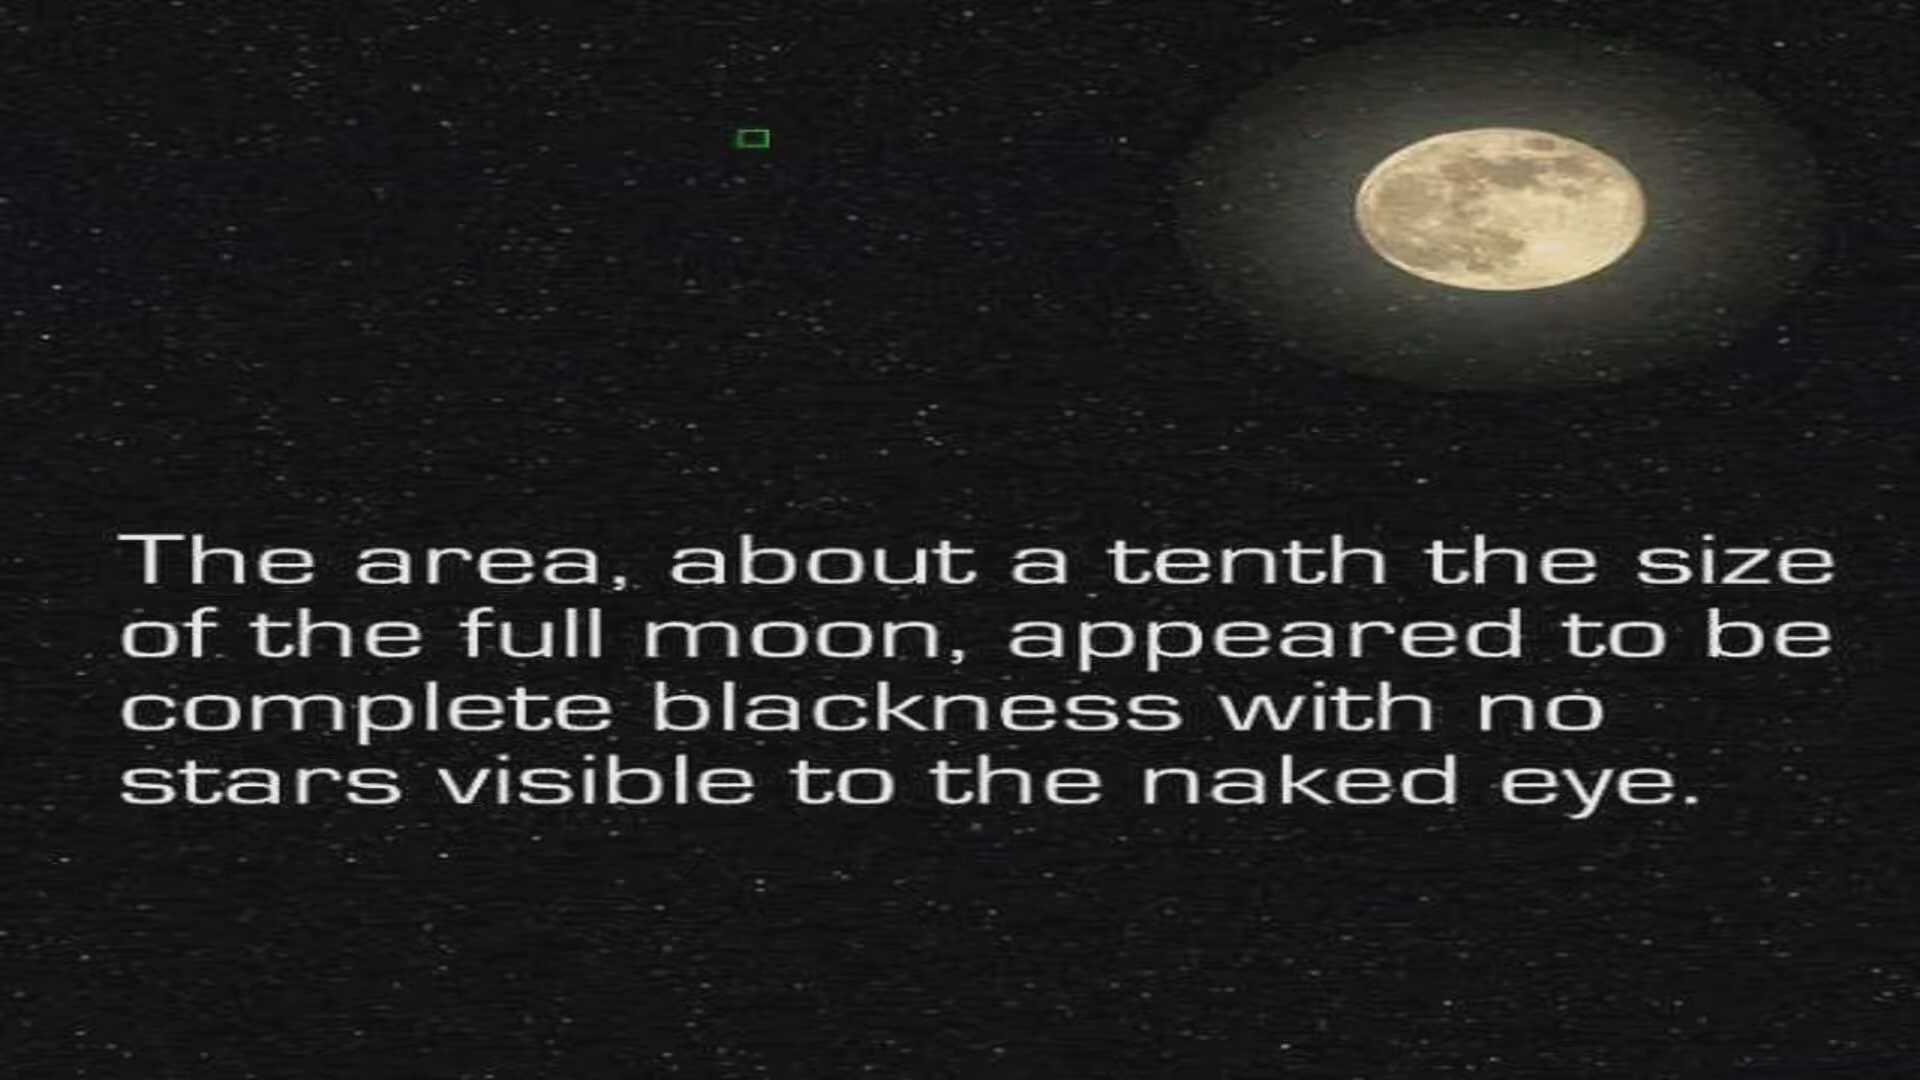 The area, about a tenth the size
of the full moon, appeared to be
complete blackness with no
stars visible to the naked eye.